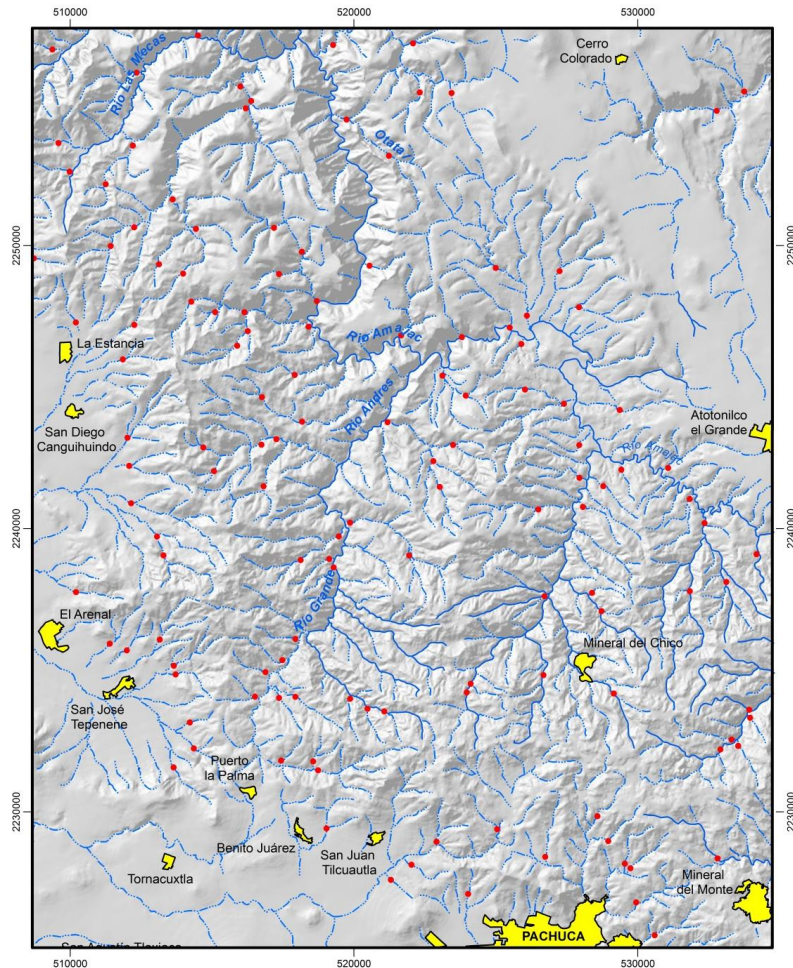 510000
520000
530000
Cerro
Colorado
Río Las Mecas
2250000
2250000
La Estancia
Río Amajac
San Diego
Canguihuindo
Río Andres
Atotonilco
el Grande
Río Amajac
2240000
2240000
El Arenal
Río Grande
Mineral del Chico
San José
Tepenene
Puerto
la Palma
2230000
2230000
Benito Juárez
San Juan
Tilcuautla
Tornacuxtla
Mineral
del Monte
PACHUCA
510000
520000
530000